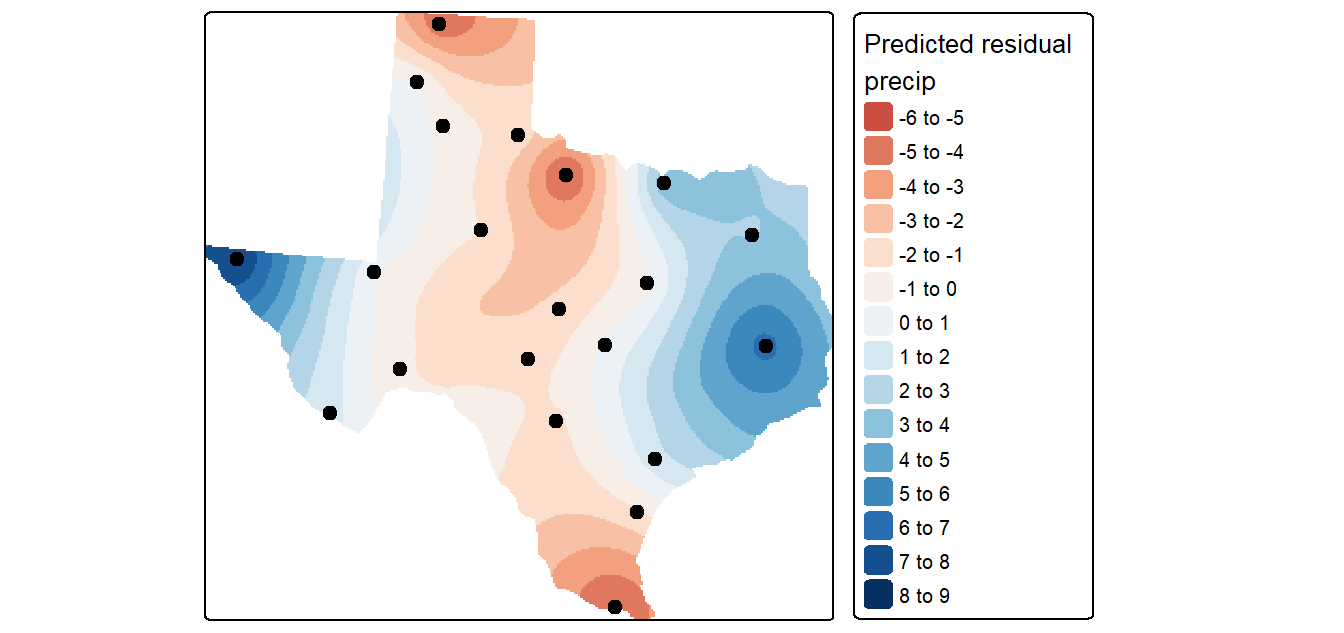 Predicted residual
precip
-6 to -5
-5 to -4
-4 to -3
-3 to -2
-2 to -1
-1 to 0
0 to 1
1 to 2
2 to 3
3 to 4
4 to 5
5 to 6
6 to 7
7 to 8
8 to 9